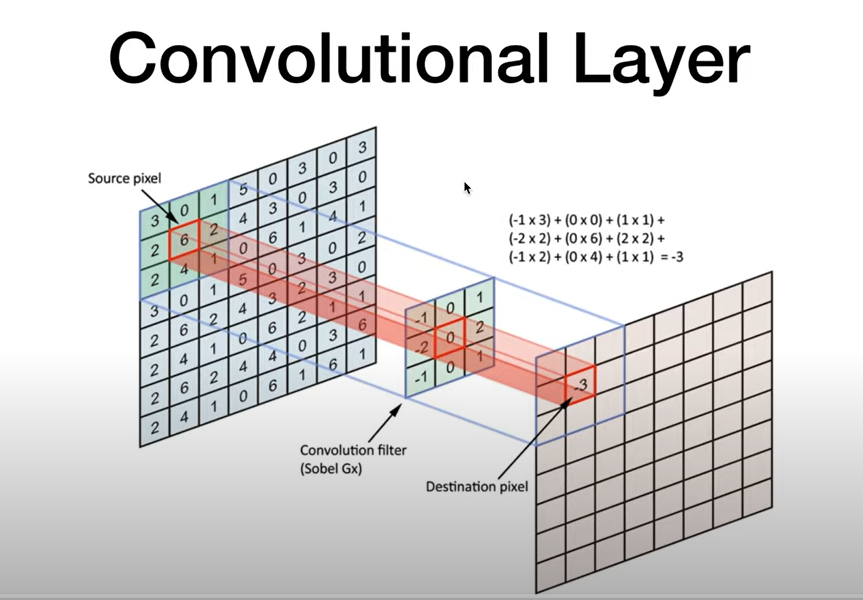 Convolutional Layer
Source pixel
3 0 1 5 0 3 0 3
2 6 2 4 3 0 3 0
2 4 1 0 6 1 4 1
3 0 1 5 0 3 0 2
2 6 2 4 3 2 3 0
2 4 1 0 6 2 1 1
2 6 2 4 4 0 3 6
2 4 1 0 6 1 6 1
(-1 x 3) + (0 x 0) + (1 x 1) +
(-2 x 2) + (0 x 6) + (2 x 2) +
(-1 x 2) + (0 x 4) + (1 x 1) = -3
-1 0 1
-2 0 2
-1 0 1
-3
Convolution filter
(Sobel Gx)
Destination pixel